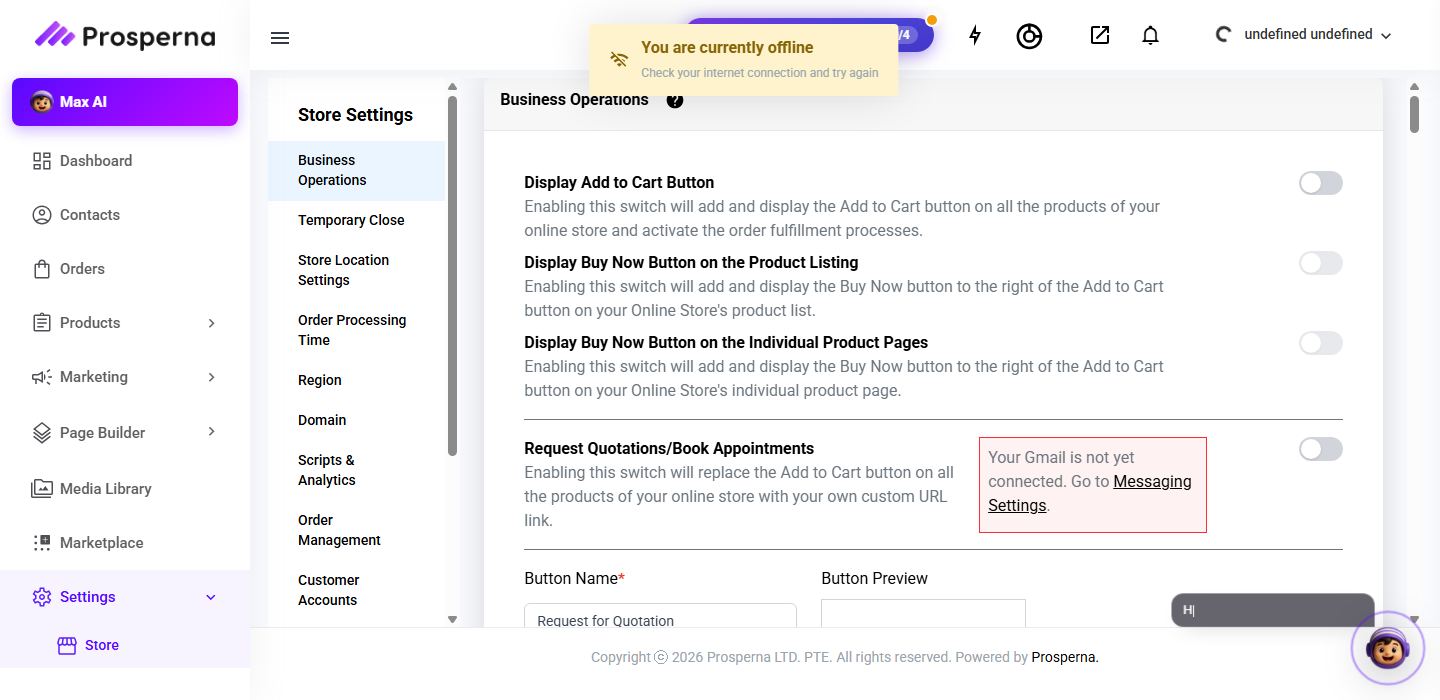 Prosperna
You are currently offline
Check your internet connection and try again
/4
undefined undefined
Max AI
Dashboard
Contacts
Orders
Products
Marketing
Page Builder
Media Library
Marketplace
Settings
Store
Store Settings
Business
Operations
Temporary Close
Store Location
Settings
Order Processing
Time
Region
Domain
Scripts &
Analytics
Order
Management
Customer
Accounts
Business Operations ?
Display Add to Cart Button
Enabling this switch will add and display the Add to Cart button on all the products of your
online store and activate the order fulfillment processes.
Display Buy Now Button on the Product Listing
Enabling this switch will add and display the Buy Now button to the right of the Add to Cart
button on your Online Store's product list.
Display Buy Now Button on the Individual Product Pages
Enabling this switch will add and display the Buy Now button to the right of the Add to Cart
button on your Online Store's individual product page.
Request Quotations/Book Appointments
Enabling this switch will replace the Add to Cart button on all
the products of your online store with your own custom URL
link.
Your Gmail is not yet
connected. Go to Messaging
Settings.
Button Name*
Button Preview
Request for Quotation
H|
Copyright © 2026 Prosperna LTD. PTE. All rights reserved. Powered by Prosperna.